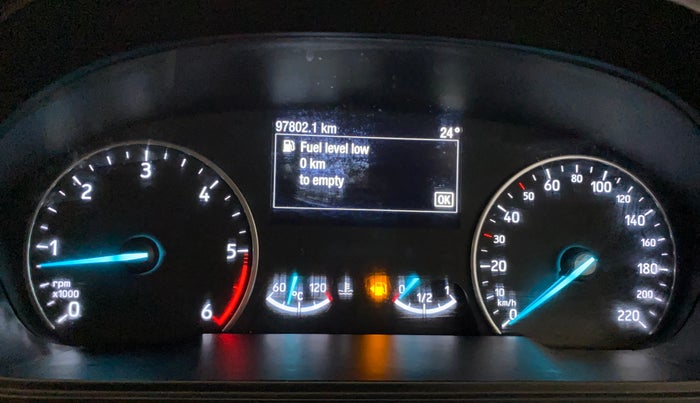 97802.1 km 24°
Fuel level low
0 km
to empty
OK
0 1 2 3 4 5 6
rpm
x1000
60 °C 120
0 1/2 1
0 10 20 30 40 50 60 80 100 120 140 160 180 200 220
km/h